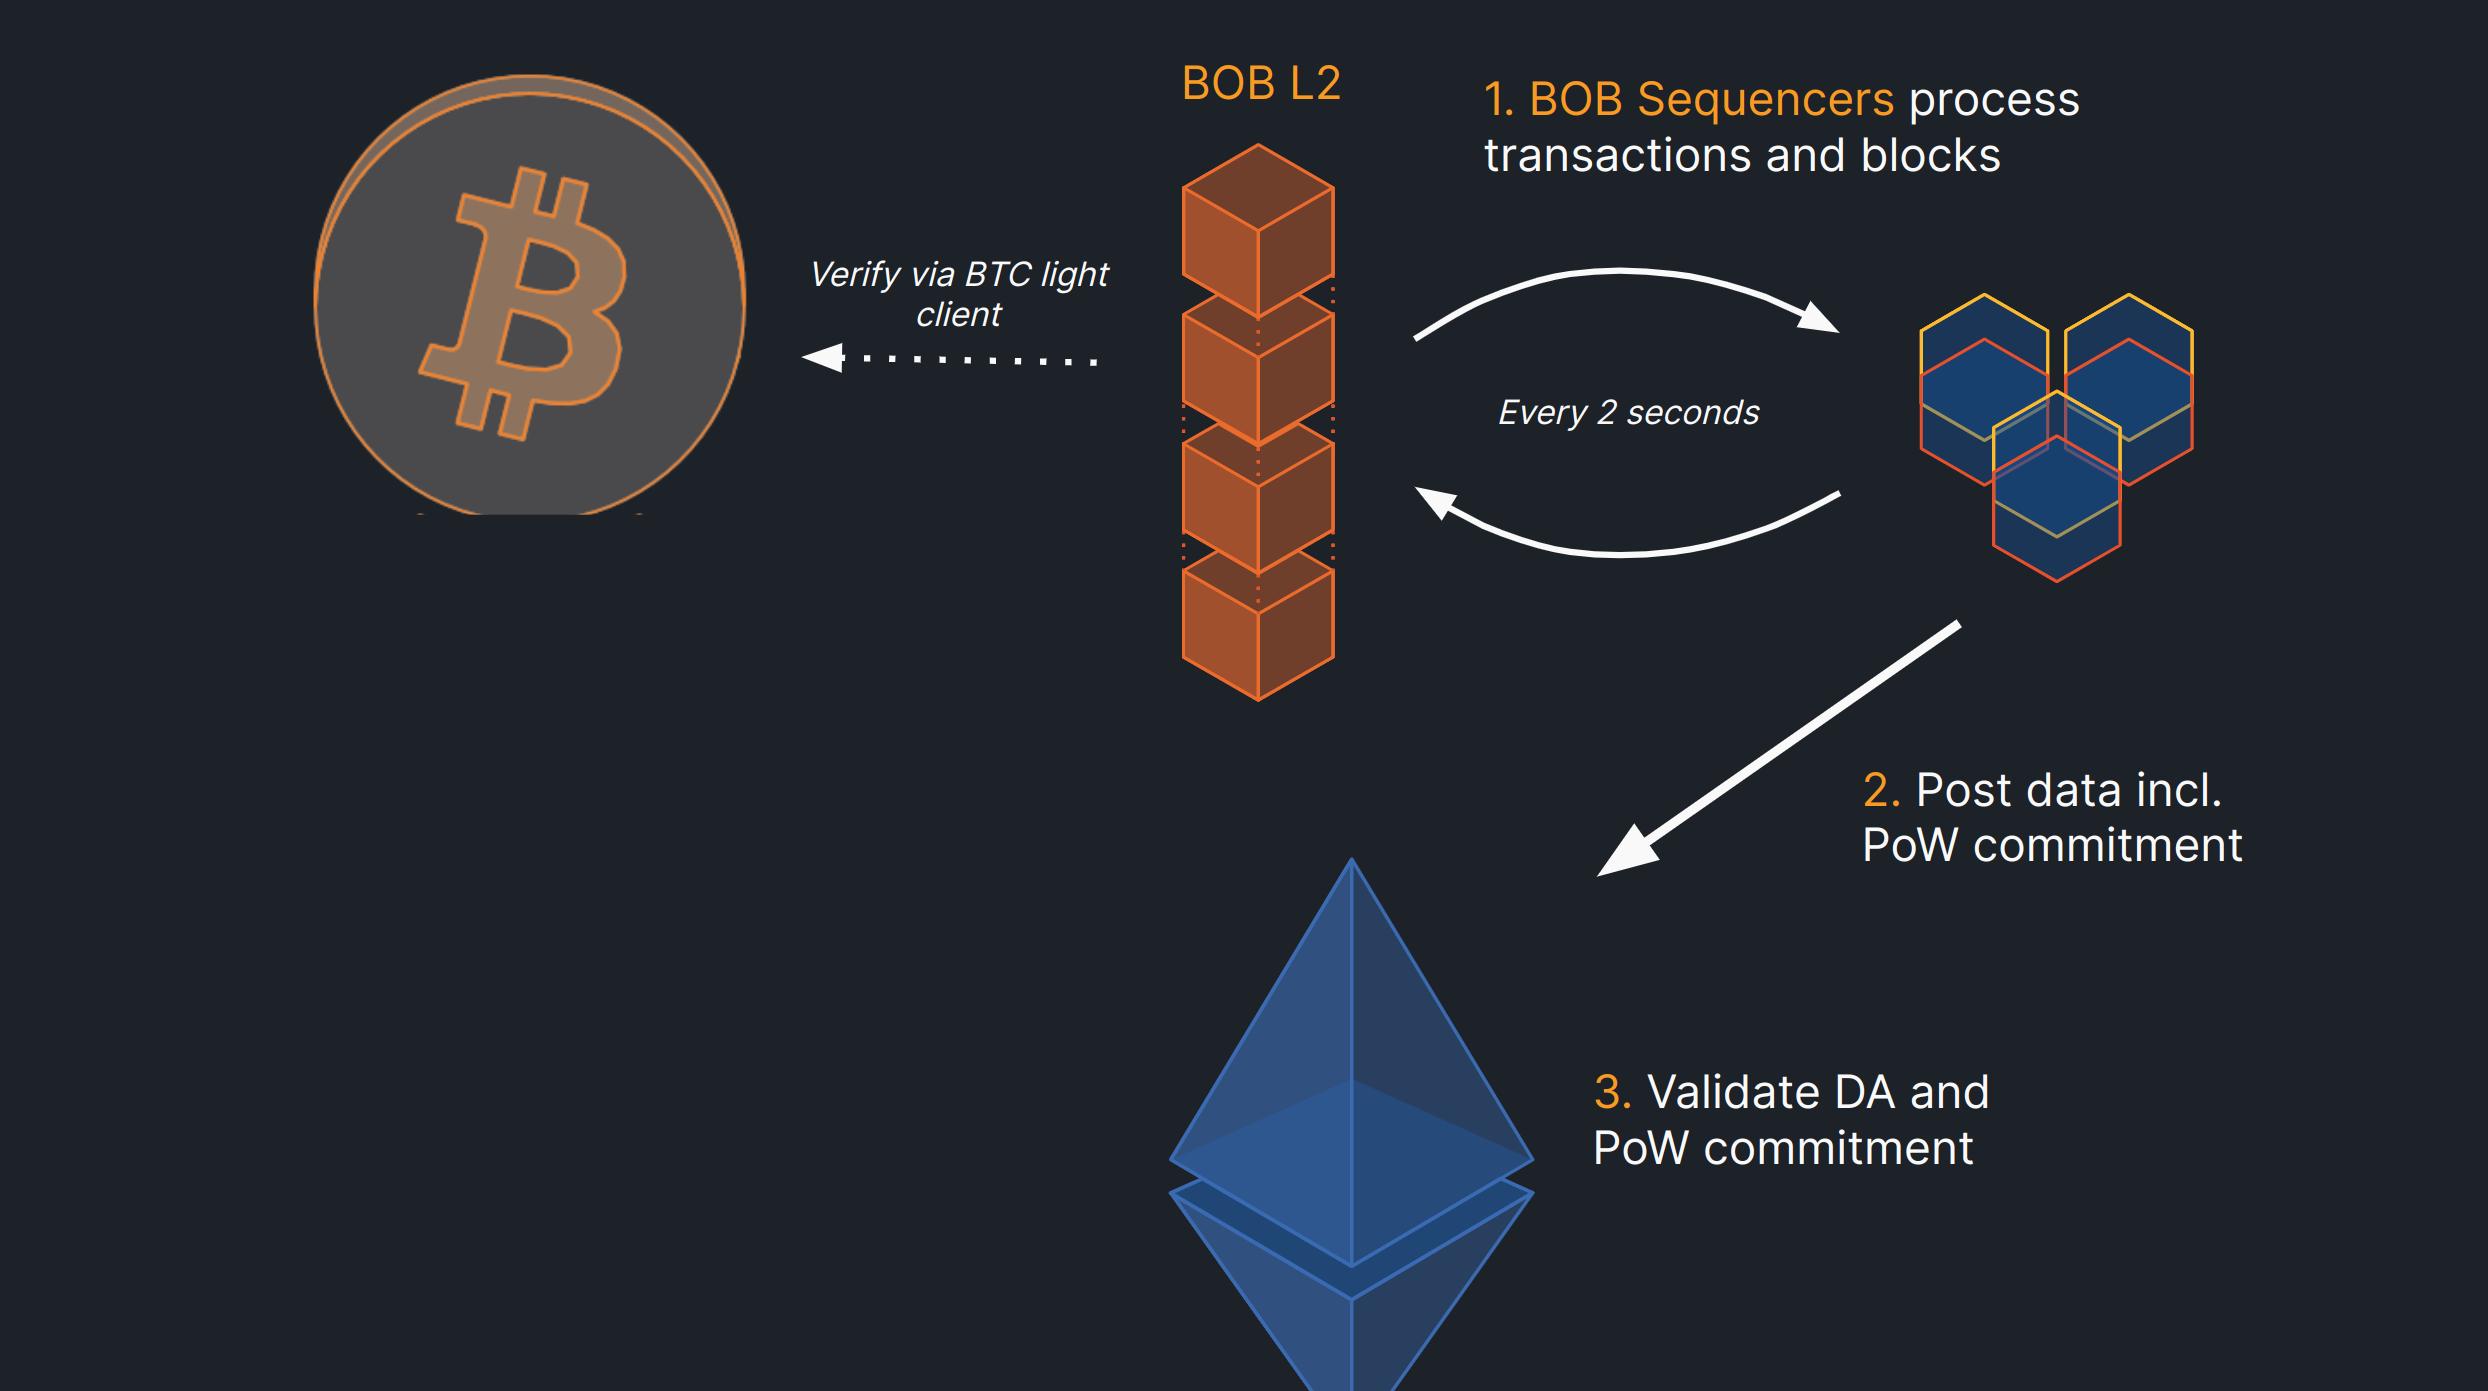 BOB L2
1. BOB Sequencers process
transactions and blocks
Verify via BTC light
client
Every 2 seconds
2. Post data incl.
PoW commitment
3. Validate DA and
PoW commitment